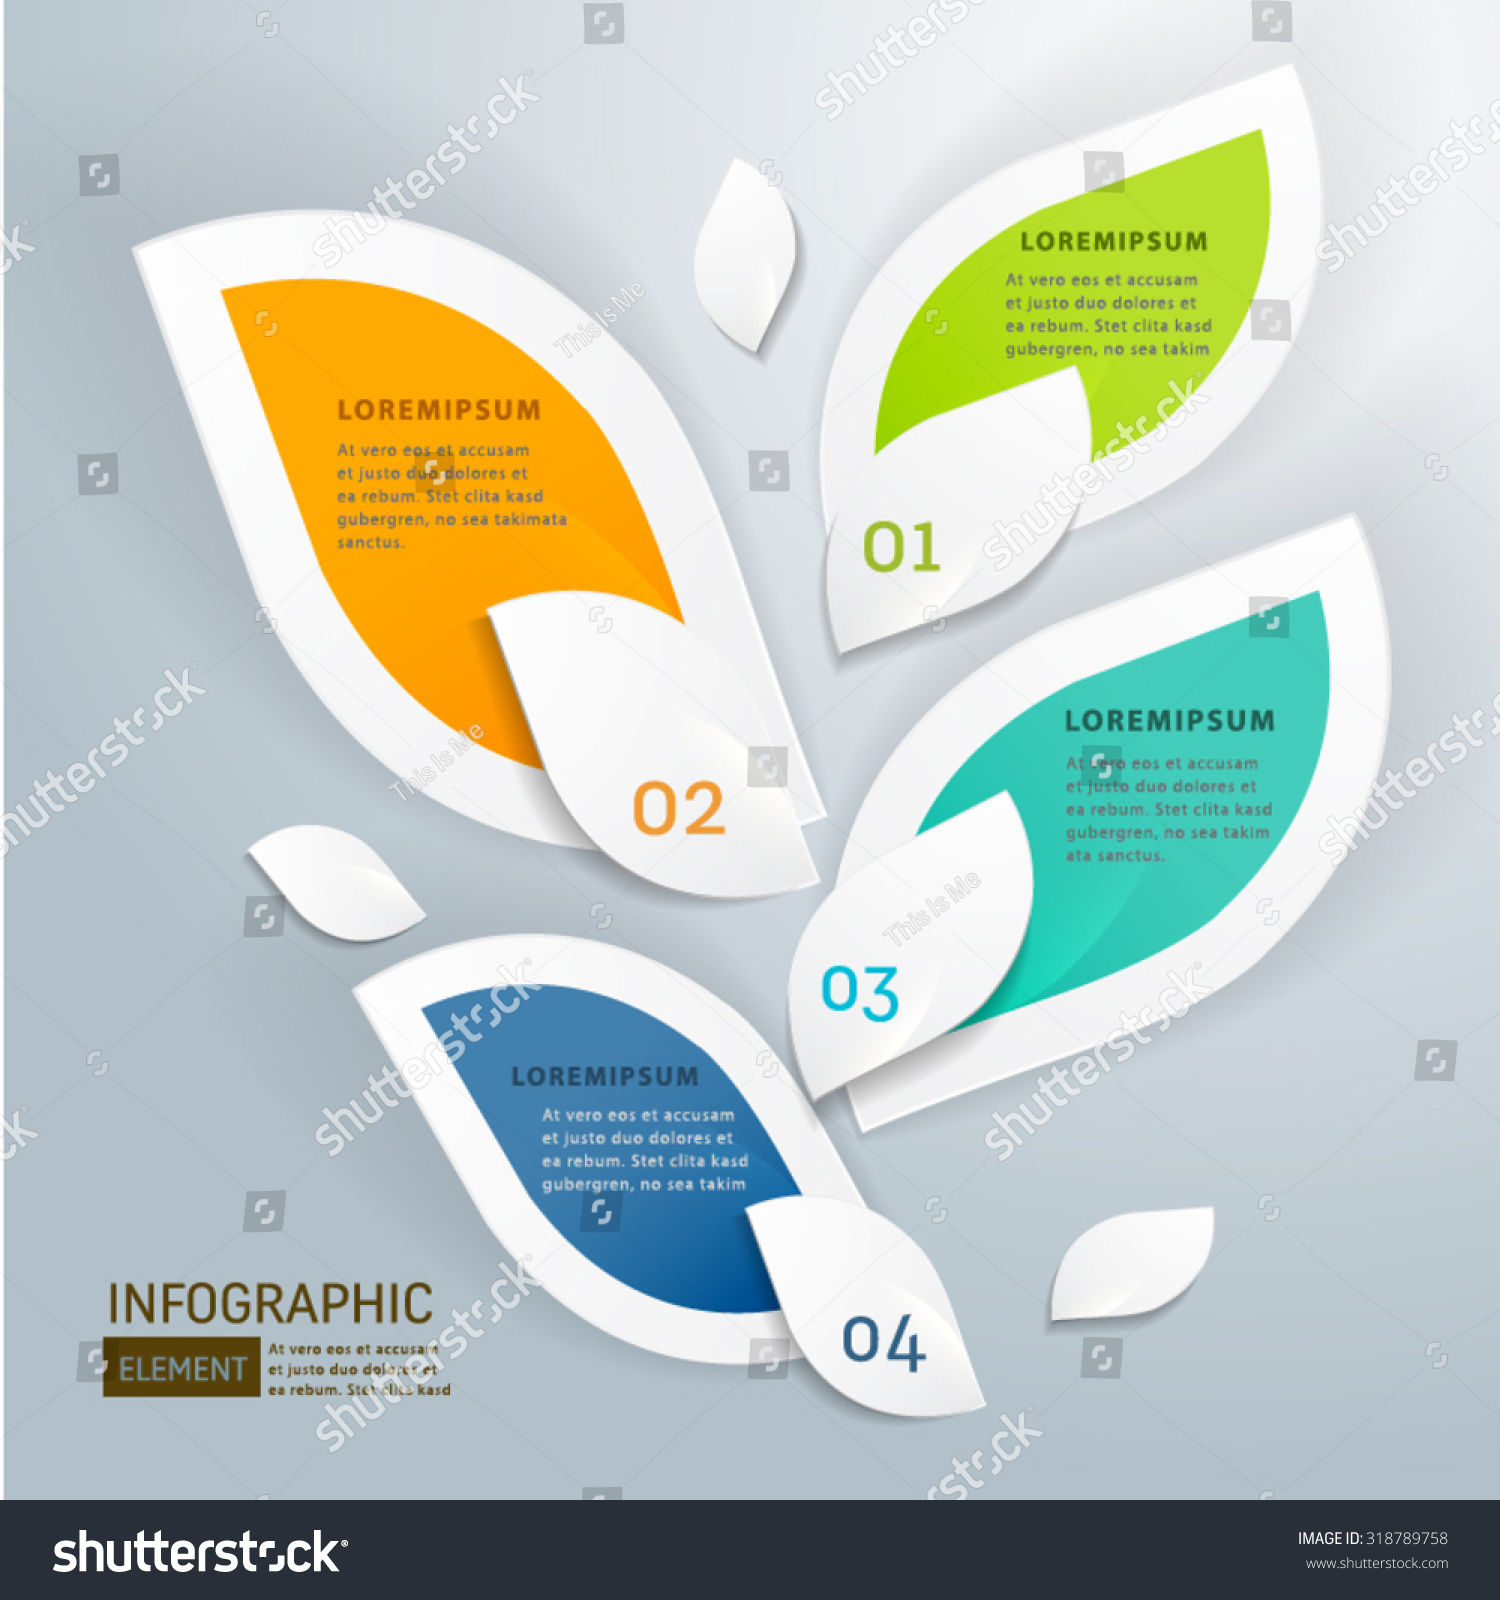 LOREMIPSUM
At vero eos et accusam
et justo duo dolores et
ea rebum. Stet clita kasd
gubergren, no sea takim
01
LOREMIPSUM
At vero eos et accusam
et justo duo dolores et
ea rebum. Stet clita kasd
gubergren, no sea takimata
sanctus.
02
LOREMIPSUM
At vero eos et accusam
et justo duo dolores et
ea rebum. Stet clita kasd
gubergren, no sea takim
ata sanctus.
03
LOREMIPSUM
At vero eos et accusam
et justo duo dolores et
ea rebum. Stet clita kasd
gubergren, no sea takim
04
INFOGRAPHIC
ELEMENT
At vero eos et accusam
et justo duo dolores et
ea rebum. Stet clita kasd
shutterstock
This Is Me
This Is Me
This Is Me
shutterstock
IMAGE ID: 318789758
www.shutterstock.com